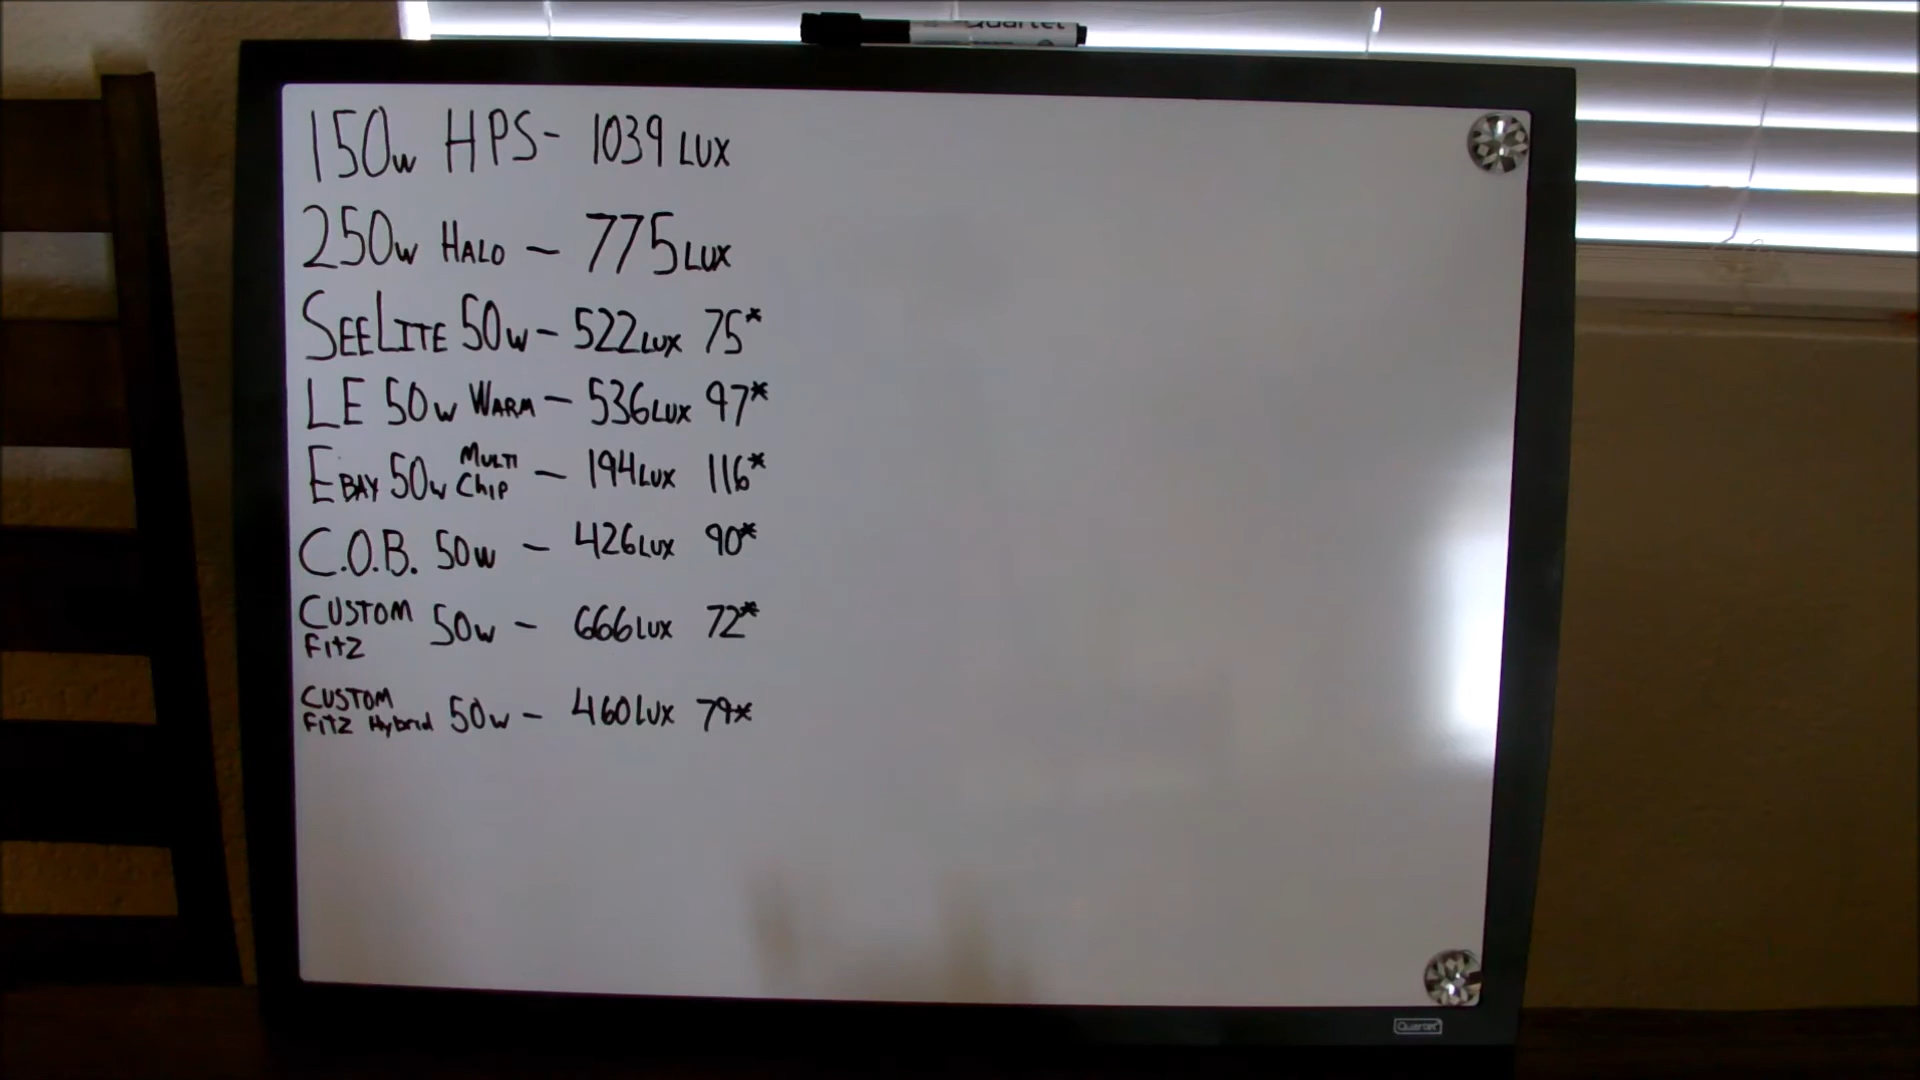 Quartet
150w HPS- 1039 LUX
250w HALO - 775 LUX
SEELITE 50w - 522 LUX 75*
LE 50w WARM - 536 LUX 97*
EBAY 50w MULTI CHIP - 194 LUX 116*
C.O.B. 50w - 426 LUX 90*
CUSTOM FitZ 50w - 666 LUX 72*
CUSTOM FitZ Hybrid 50w - 460 LUX 79*
Quartet